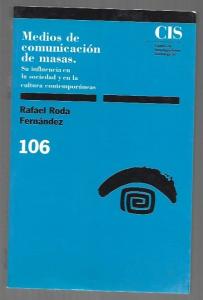 Medios de
comunicación
de masas.
Su influencia en
la sociedad y en la
cultura contemporáneas
Rafael Roda
Fernández
106
CIS